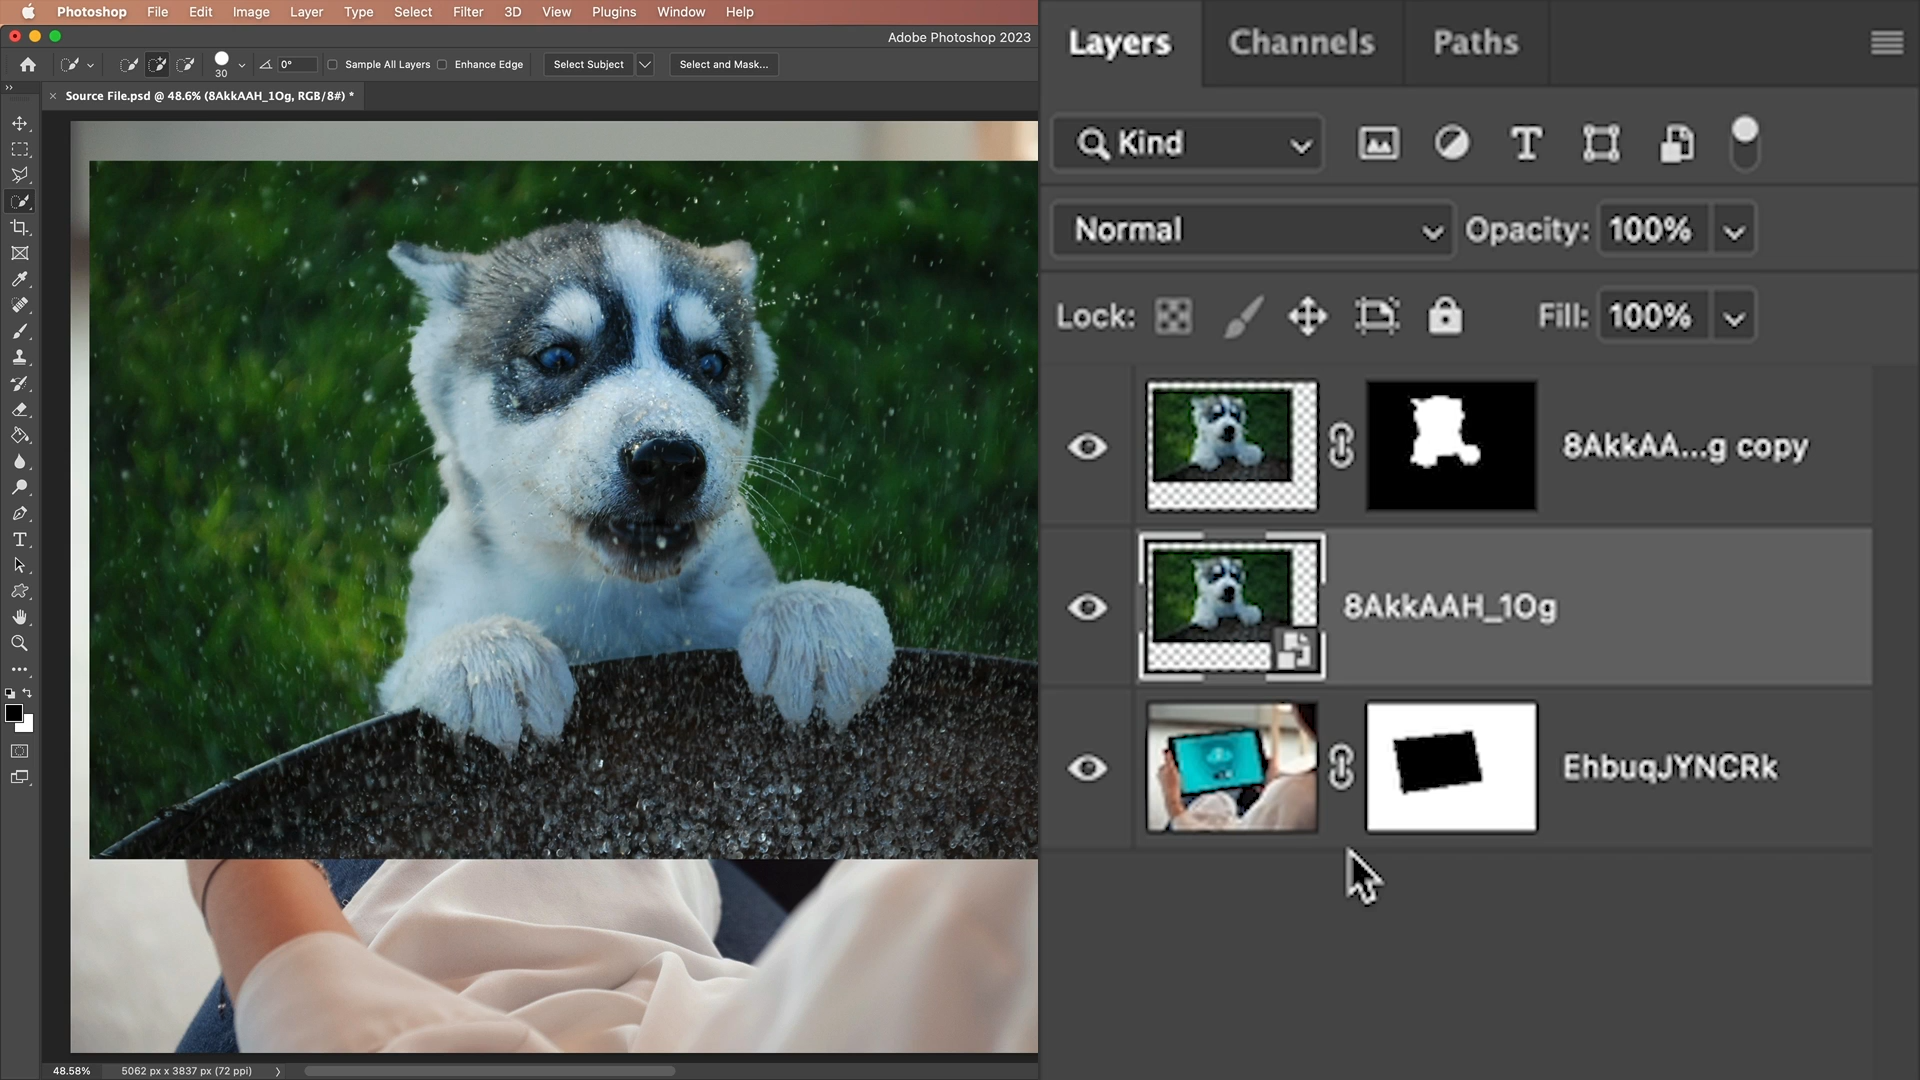 Photoshop File Edit Image Layer Type Select Filter 3D View Plugins Window Help
Adobe Photoshop 2023
30
0°
Sample All Layers
Enhance Edge
Select Subject
Select and Mask...
Source File.psd @ 48.6% (8AkkAAH_1Og, RGB/8#) *
Layers Channels Paths
Kind
Normal
Opacity: 100%
Lock:
Fill: 100%
8AkkAA...g copy
8AkkAAH_1Og
EhbuqJYNCRk
48.58%
5062 px x 3837 px (72 ppi)